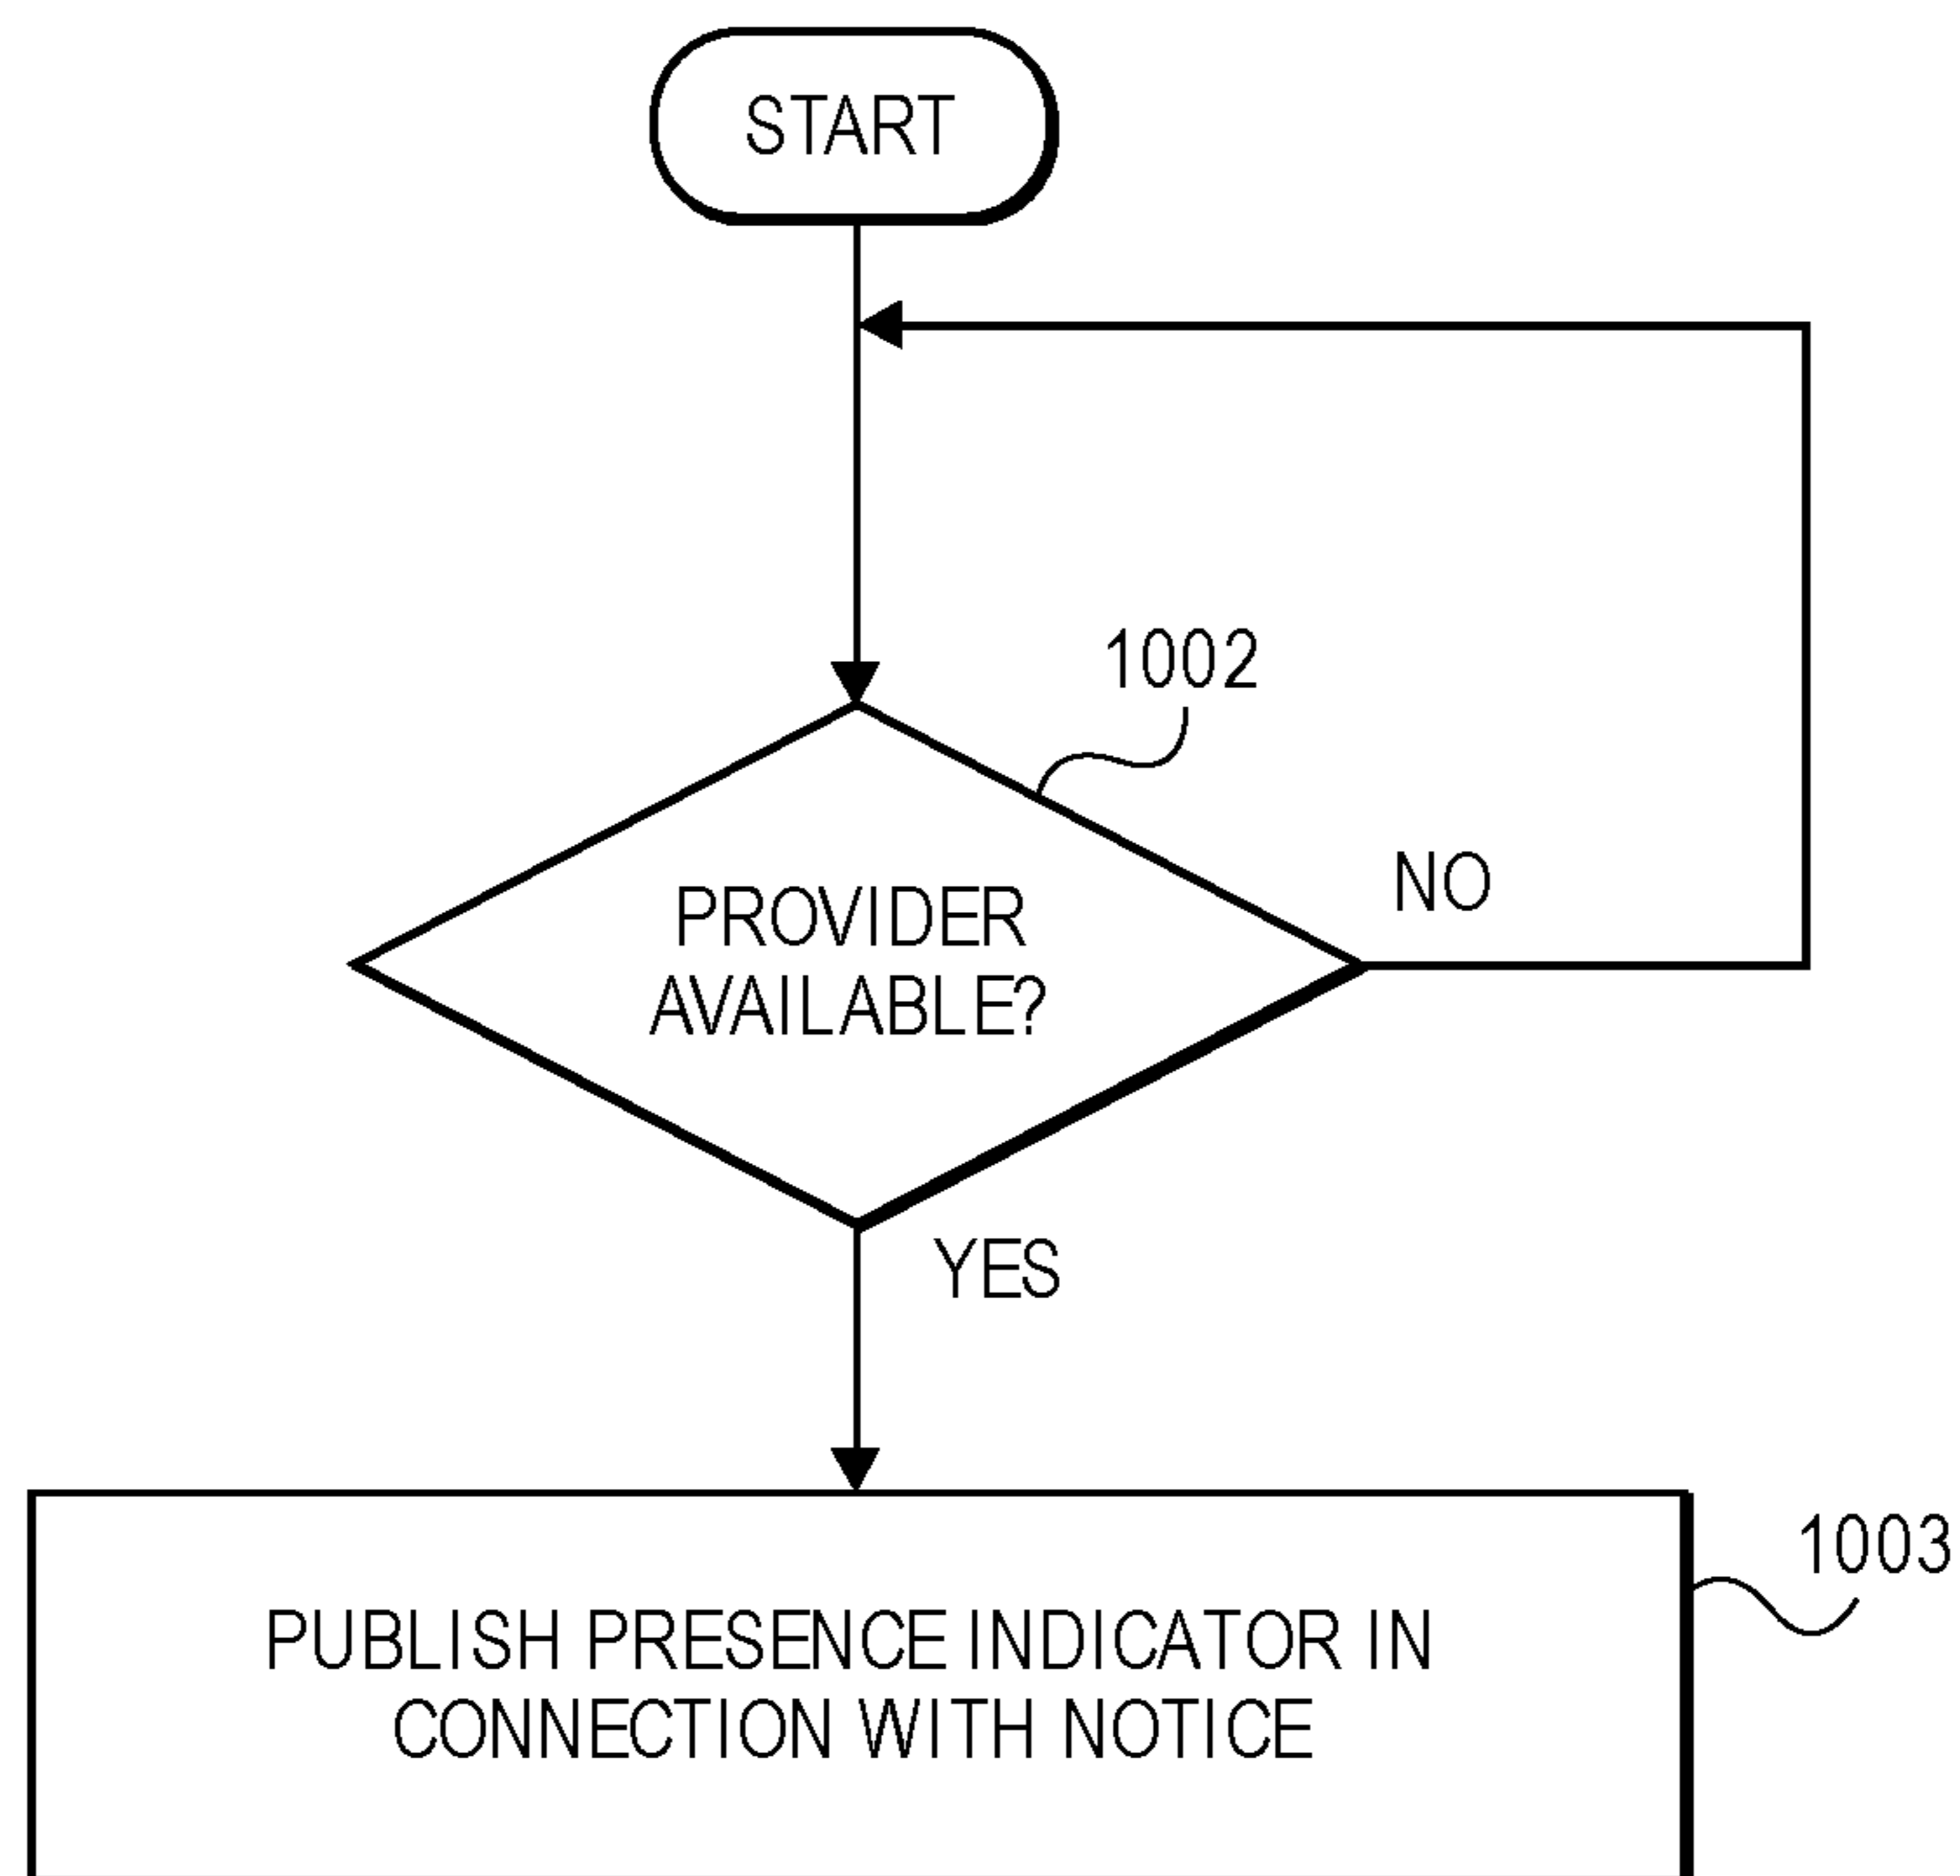 START
1002
NO
PROVIDER
AVAILABLE?
YES
1003
PUBLISH PRESENCE INDICATOR IN
CONNECTION WITH NOTICE